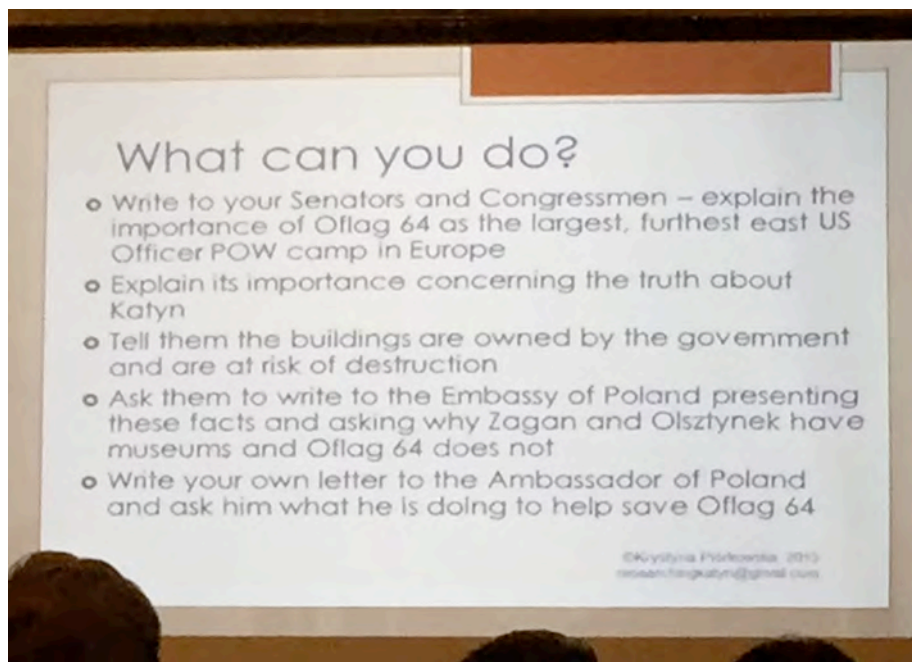 What can you do?
Write to your Senators and Congressmen – explain the
importance of Oflag 64 as the largest, furthest east US
Officer POW camp in Europe
Explain its importance concerning the truth about
Katyn
Tell them the buildings are owned by the government
and are at risk of destruction
Ask them to write to the Embassy of Poland presenting
these facts and asking why Zagan and Olsztynek have
museums and Oflag 64 does not
Write your own letter to the Ambassador of Poland
and ask him what he is doing to help save Oflag 64
©Krystyna Piórkowska